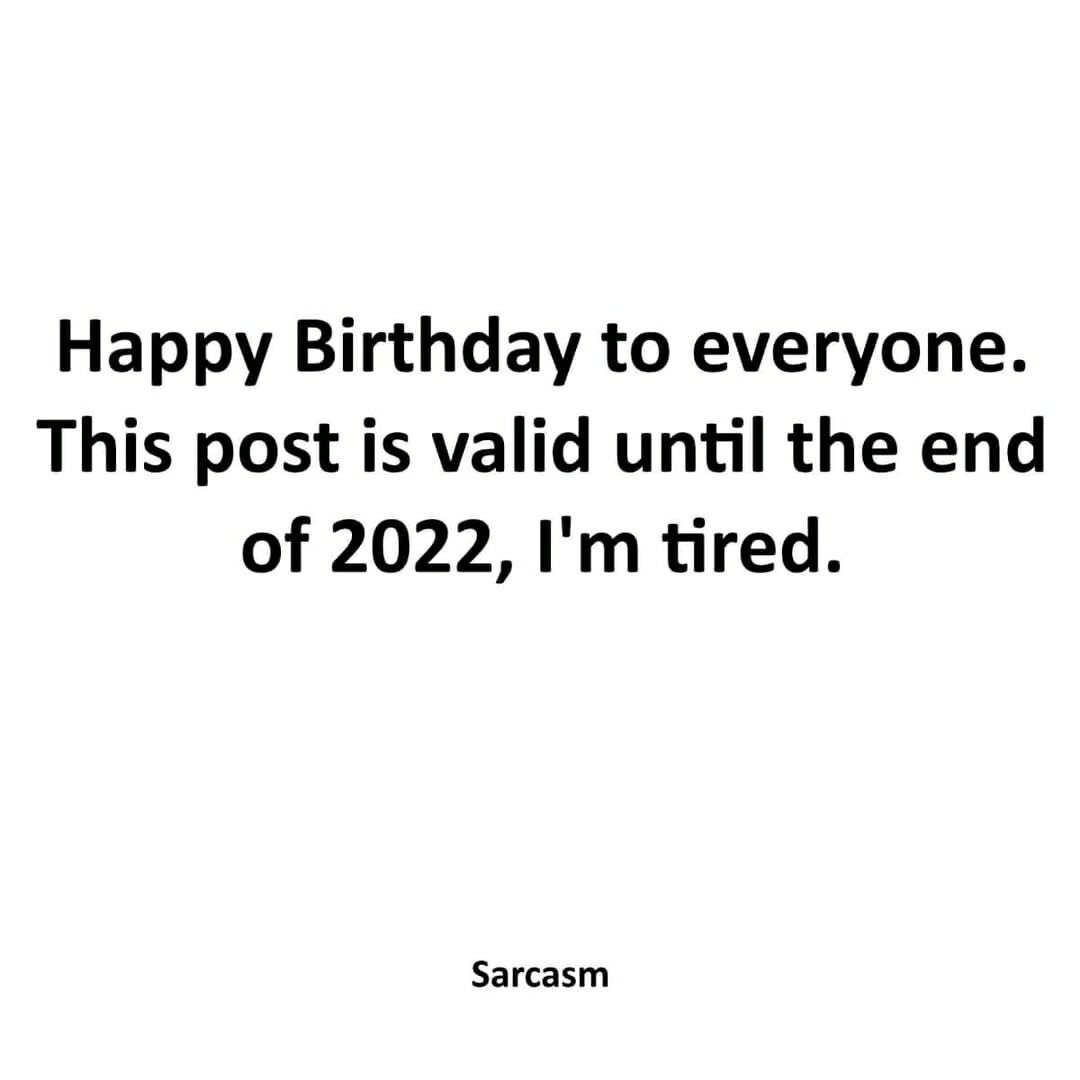 Happy Birthday to everyone.
This post is valid until the end
of 2022, I'm tired.
Sarcasm